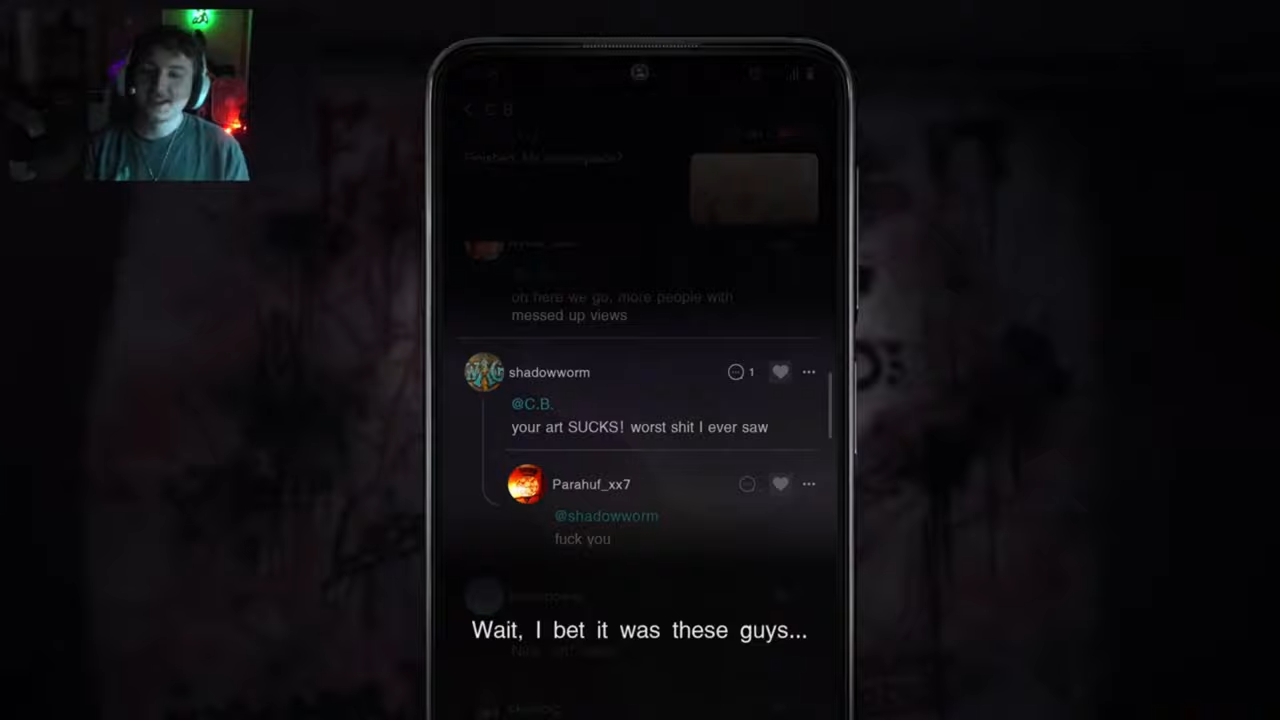 C.B.
oh here we go, more people with
messed up views
shadowworm
1
@C.B.
your art SUCKS! worst shit I ever saw
Parahuf_xx7
@shadowworm
fuck you
Wait, I bet it was these guys...